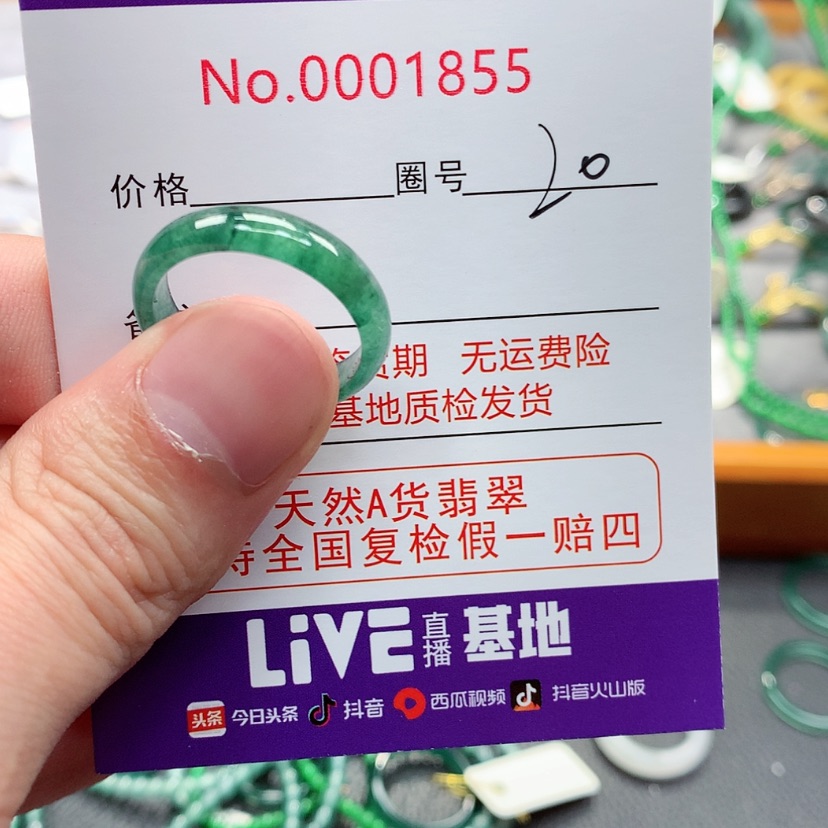 No.0001855
价格 圈号 20
货期 无运费险
基地质检发货
天然A货翡翠
持全国复检假一赔四
LiVE直播基地
头条 今日头条 抖音 西瓜视频 抖音火山版